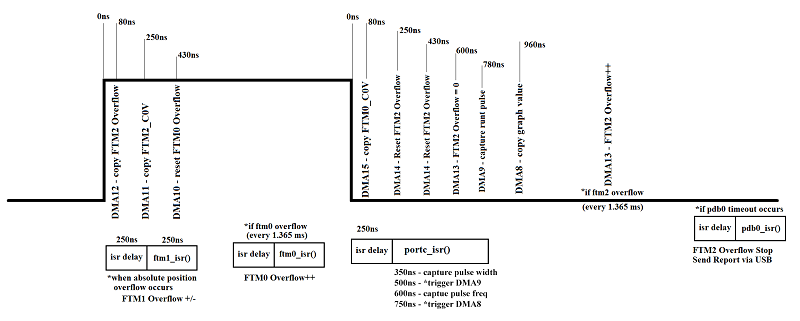 0ns
80ns
250ns
430ns
0ns
80ns
250ns
430ns
600ns
780ns
960ns
DMA12 - copy FTM2 Overflow
DMA11 - copy FTM2_C0V
DMA10 - reset FTM0 Overflow
DMA15 - copy FTM0_C0V
DMA14 - Reset FTM2 Overflow
DMA14 - Reset FTM2 Overflow
DMA13 - FTM2 Overflow = 0
DMA9 - capture runt pulse
DMA8 - copy graph value
DMA13 - FTM2 Overflow++
*if ftm2 overflow
(every 1.365 ms)
250ns
250ns
isr delay
ftm1_isr()
*when absolute position
overflow occurs
FTM1 Overflow +/-
*if ftm0 overflow
(every 1.365 ms)
isr delay
ftm0_isr()
FTM0 Overflow++
250ns
isr delay
portc_isr()
350ns - capture pulse width
500ns - *trigger DMA9
600ns - captue pulse freq
750ns - *trigger DMA8
*if pdb0 timeout occurs
isr delay
pdb0_isr()
FTM2 Overflow Stop
Send Report via USB